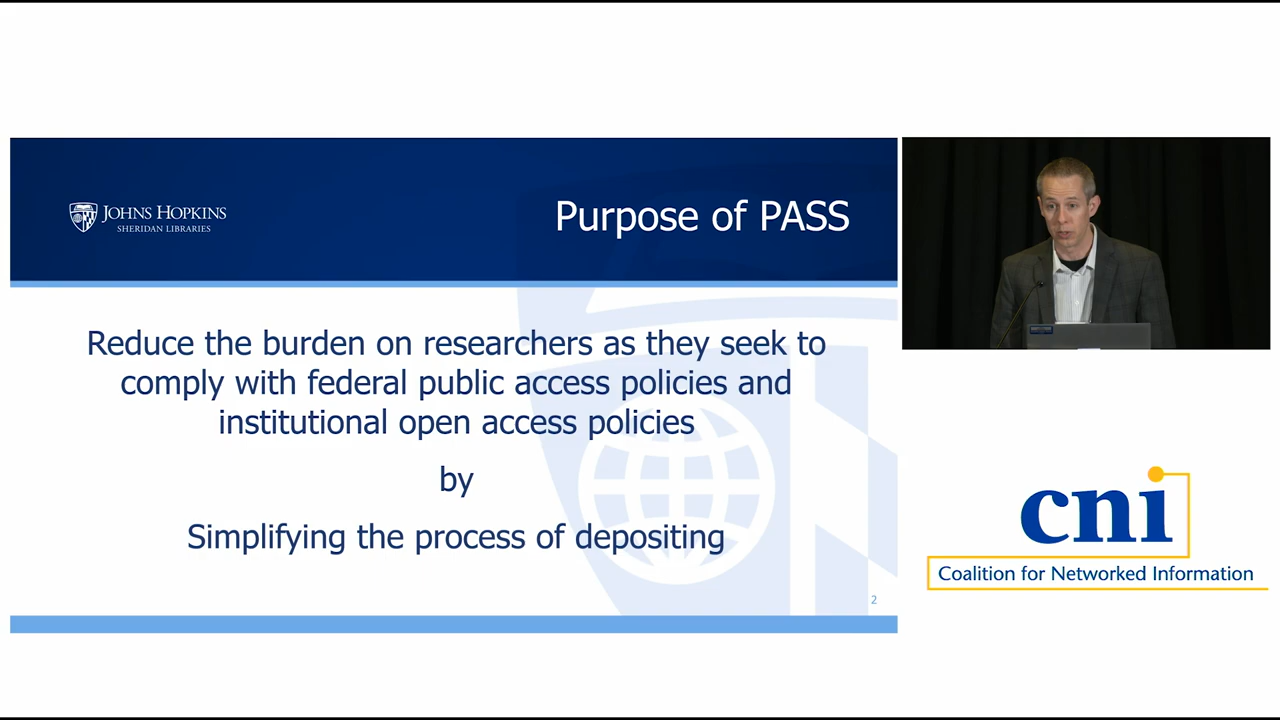 JOHNS HOPKINS
SHERIDAN LIBRARIES
Purpose of PASS
Reduce the burden on researchers as they seek to
comply with federal public access policies and
institutional open access policies
by
Simplifying the process of depositing
2
cni
Coalition for Networked Information